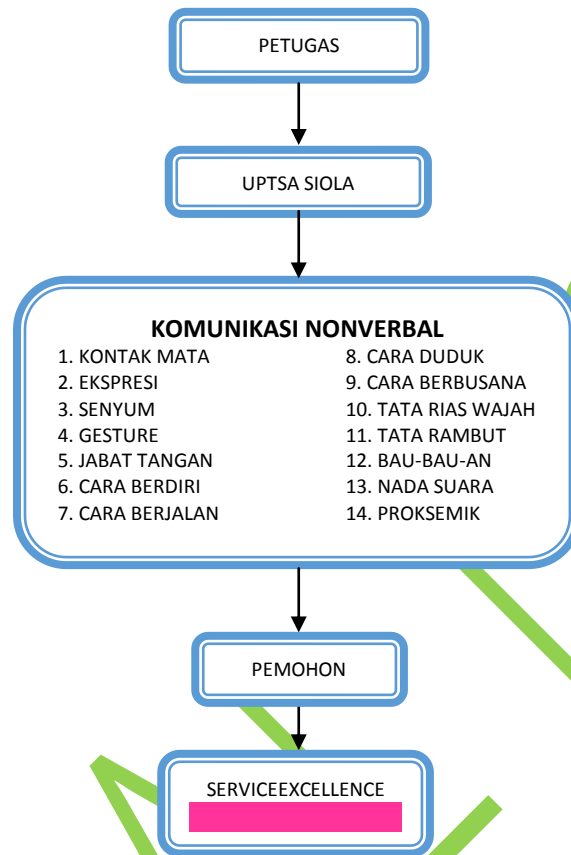 PETUGAS
UPTSA SIOLA
KOMUNIKASI NONVERBAL
1. KONTAK MATA
2. EKSPRESI
3. SENYUM
4. GESTURE
5. JABAT TANGAN
6. CARA BERDIRI
7. CARA BERJALAN
8. CARA DUDUK
9. CARA BERBUSANA
10. TATA RIAS WAJAH
11. TATA RAMBUT
12. BAU-BAU-AN
13. NADA SUARA
14. PROKSEMIK
PEMOHON
SERVICEEXCELLENCE